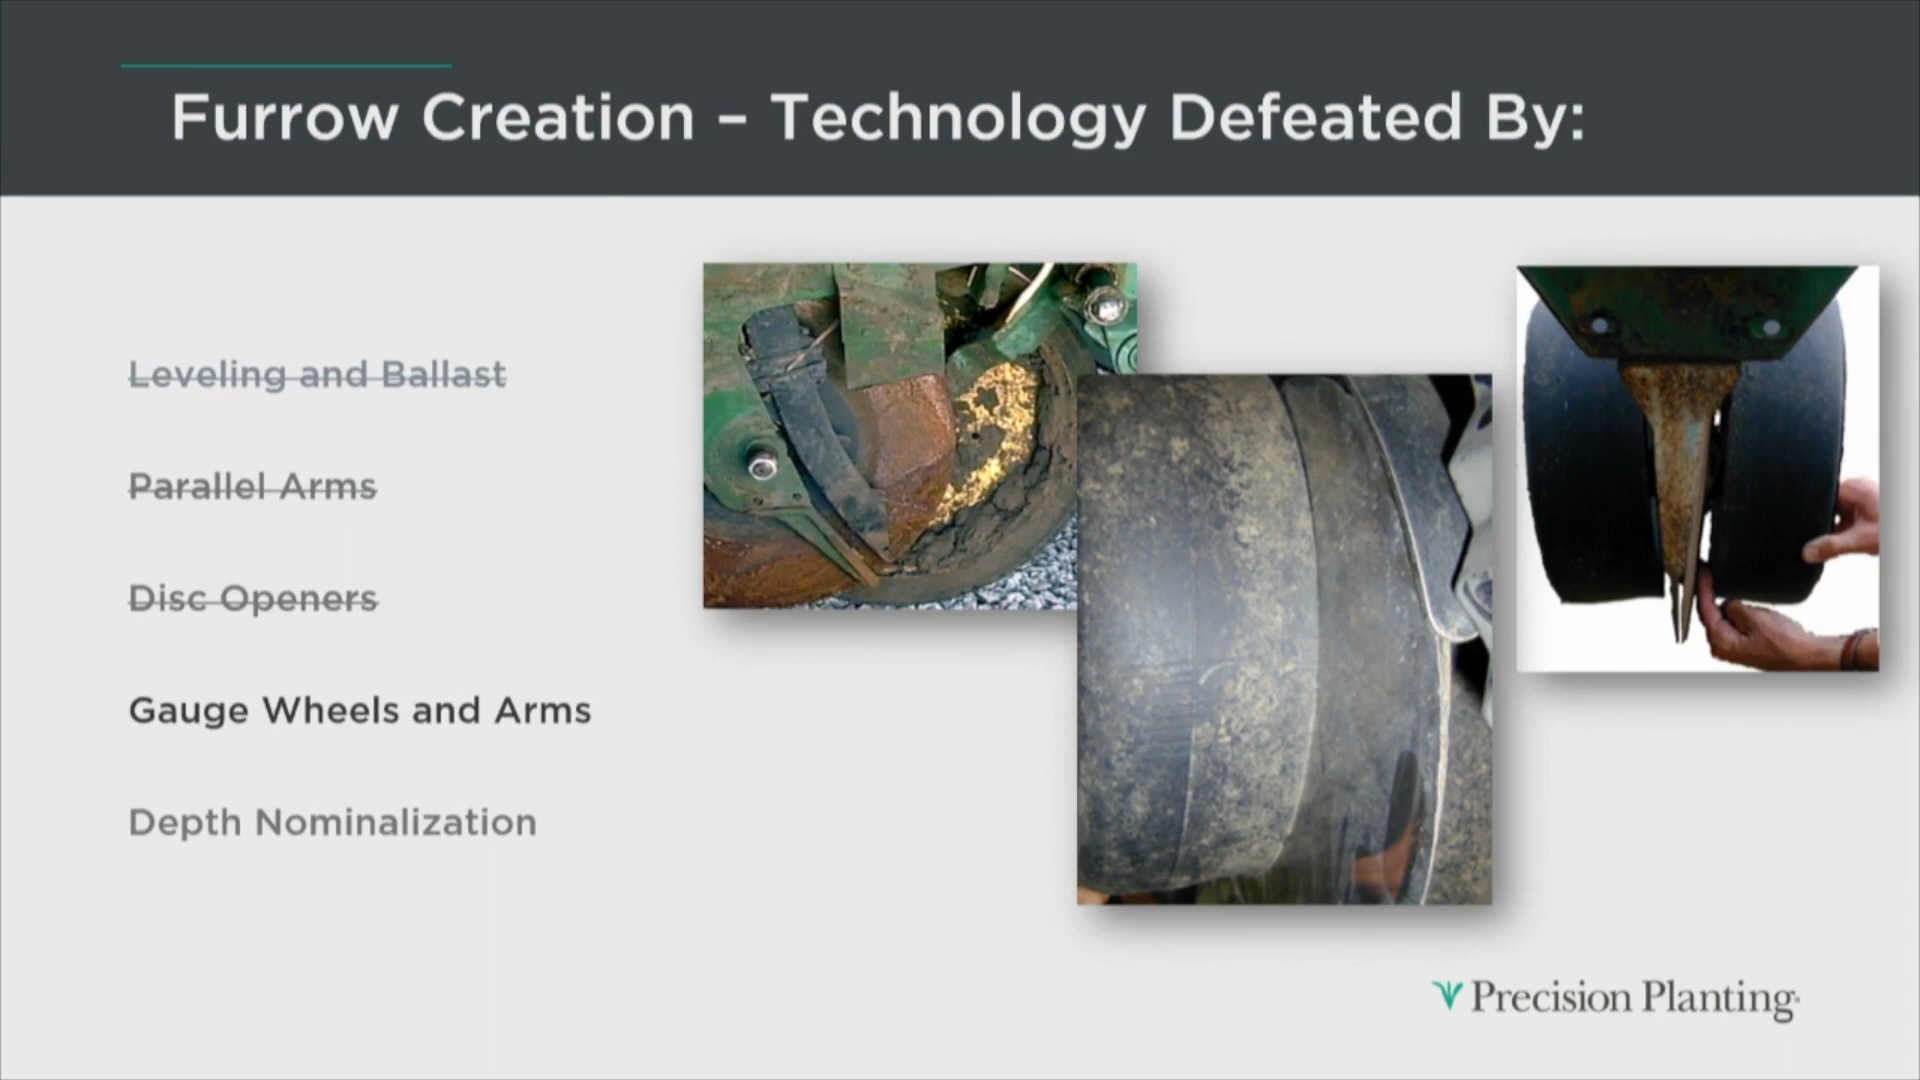 Furrow Creation – Technology Defeated By:
Leveling and Ballast
Parallel Arms
Disc Openers
Gauge Wheels and Arms
Depth Nominalization
Precision Planting